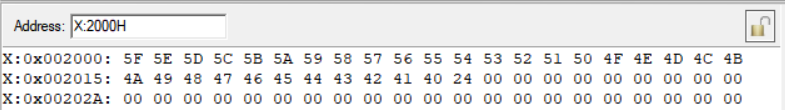 Address: X:2000H
X:0x002000: 5F 5E 5D 5C 5B 5A 59 58 57 56 55 54 53 52 51 50 4F 4E 4D 4C 4B
X:0x002015: 4A 49 48 47 46 45 44 43 42 41 40 24 00 00 00 00 00 00 00 00 00
X:0x00202A: 00 00 00 00 00 00 00 00 00 00 00 00 00 00 00 00 00 00 00 00 00